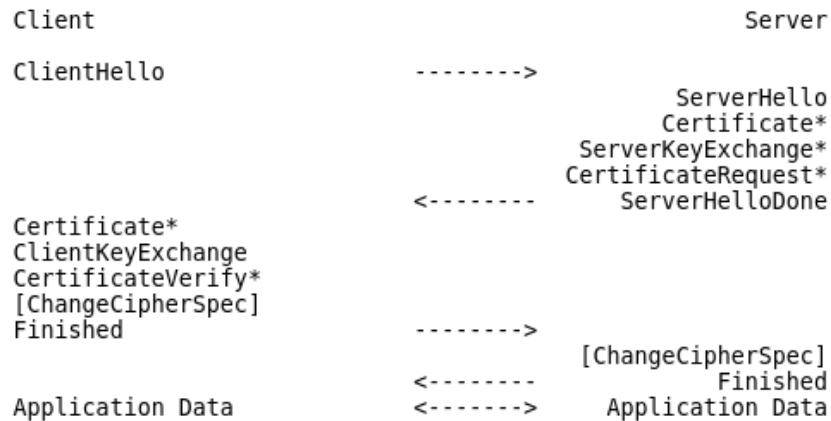 Client Server
ClientHello -------->
ServerHello
Certificate*
ServerKeyExchange*
CertificateRequest*
<-------- ServerHelloDone
Certificate*
ClientKeyExchange
CertificateVerify*
[ChangeCipherSpec]
Finished -------->
[ChangeCipherSpec]
<-------- Finished
Application Data <-------> Application Data